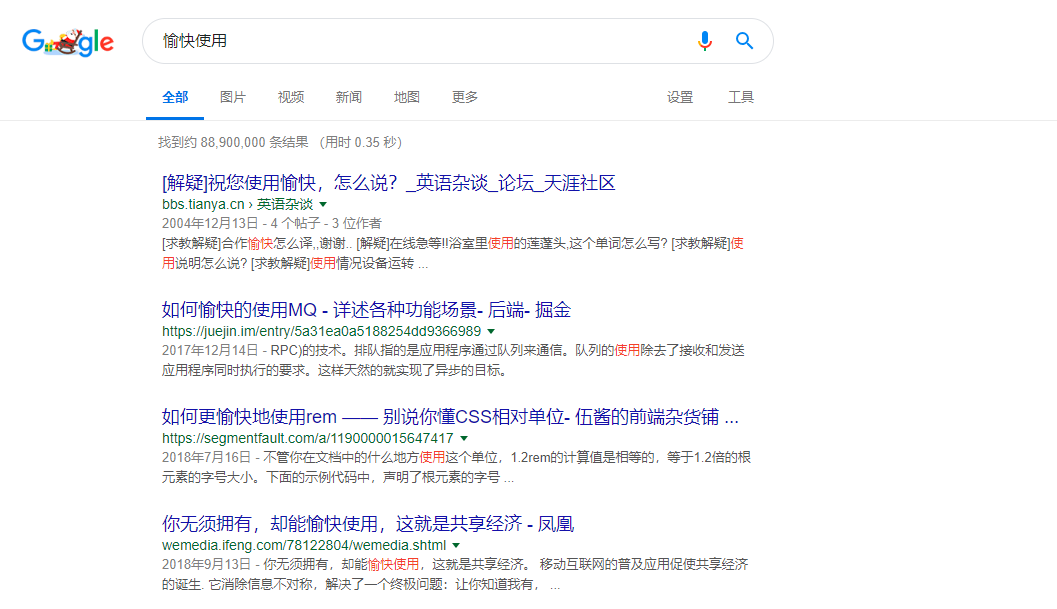 Google
愉快使用
全部 图片 视频 新闻 地图 更多 设置 工具
找到约 88,900,000 条结果 （用时 0.35 秒）
[解疑]祝您使用愉快，怎么说？_英语杂谈_论坛_天涯社区
bbs.tianya.cn › 英语杂谈
2004年12月13日 - 4 个帖子 - 3 位作者
[求教解疑]合作愉快怎么译,,谢谢.. [解疑]在线急等!!浴室里使用的莲蓬头,这个单词怎么写? [求教解疑]使
用说明怎么说? [求教解疑]使用情况设备运转 ...
如何愉快的使用MQ - 详述各种功能场景- 后端- 掘金
https://juejin.im/entry/5a31ea0a5188254dd9366989
2017年12月14日 - RPC)的技术。排队指的是应用程序通过队列来通信。队列的使用除去了接收和发送
应用程序同时执行的要求。这样天然的就实现了异步的目标。
如何更愉快地使用rem —— 别说你懂CSS相对单位- 伍酱的前端杂货铺 ...
https://segmentfault.com/a/1190000015647417
2018年7月16日 - 不管你在文档中的什么地方使用这个单位，1.2rem的计算值是相等的，等于1.2倍的根
元素的字号大小。下面的示例代码中，声明了根元素的字号 ...
你无须拥有，却能愉快使用，这就是共享经济 - 凤凰
wemedia.ifeng.com/78122804/wemedia.shtml
2018年9月13日 - 你无须拥有，却能愉快使用，这就是共享经济。 移动互联网的普及应用促使共享经济
的诞生. 它消除信息不对称，解决了一个终极问题：让你知道我有， ...